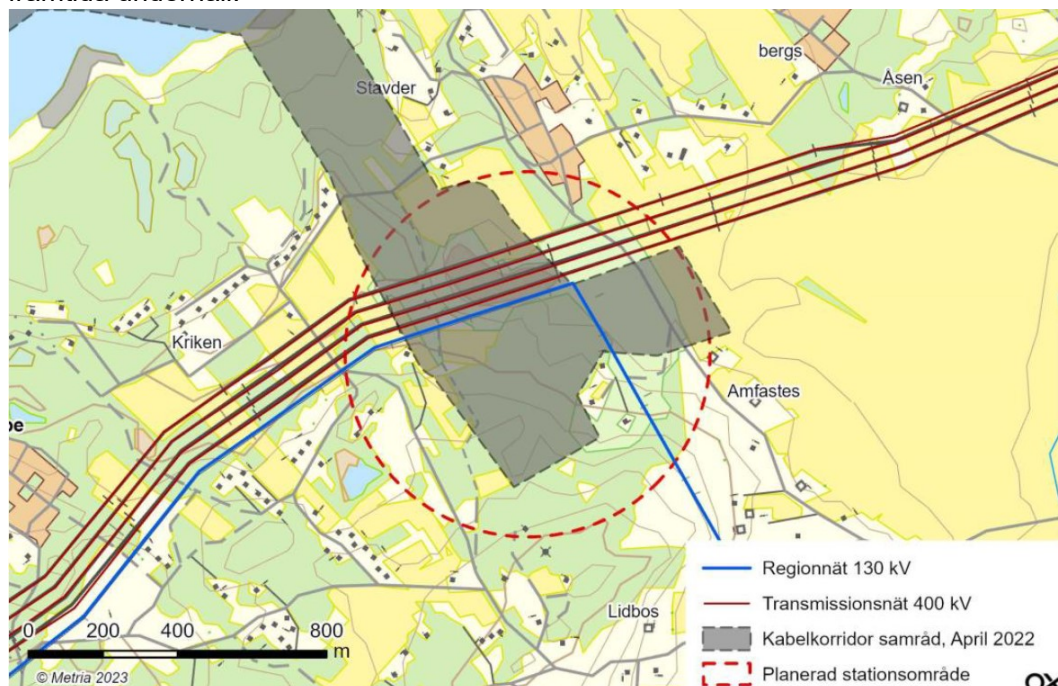 Stavder
bergs
Åsen
Kriken
Amfastes
Lidbos
0 200 400 800
m
© Metria 2023
Regionnät 130 kV
Transmissionsnät 400 kV
Kabelkorridor samråd, April 2022
Planerad stationsområde